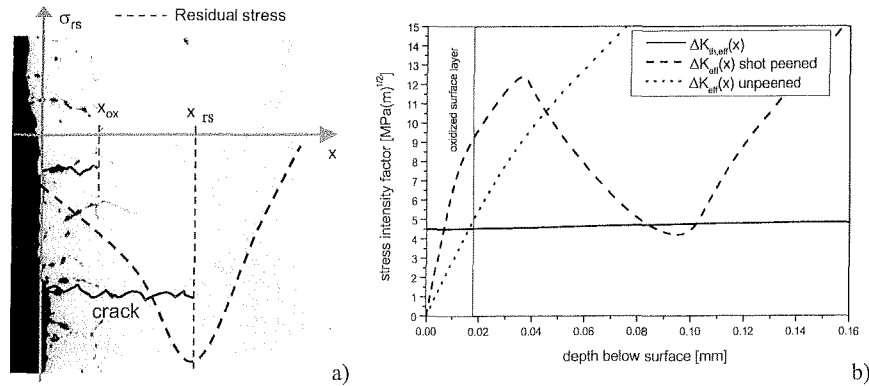 σrs
Residual stress
xox
x rs
x
crack
a)
stress intensity factor [MPa(m)^1/2]
15
14
13
12
11
10
9
8
7
6
5
4
3
2
1
0
oxidized surface layer
ΔKth,eff(x)
ΔKeff(x) shot peened
ΔKeff(x) unpeened
0.00 0.02 0.04 0.06 0.08 0.10 0.12 0.14 0.16
depth below surface [mm]
b)